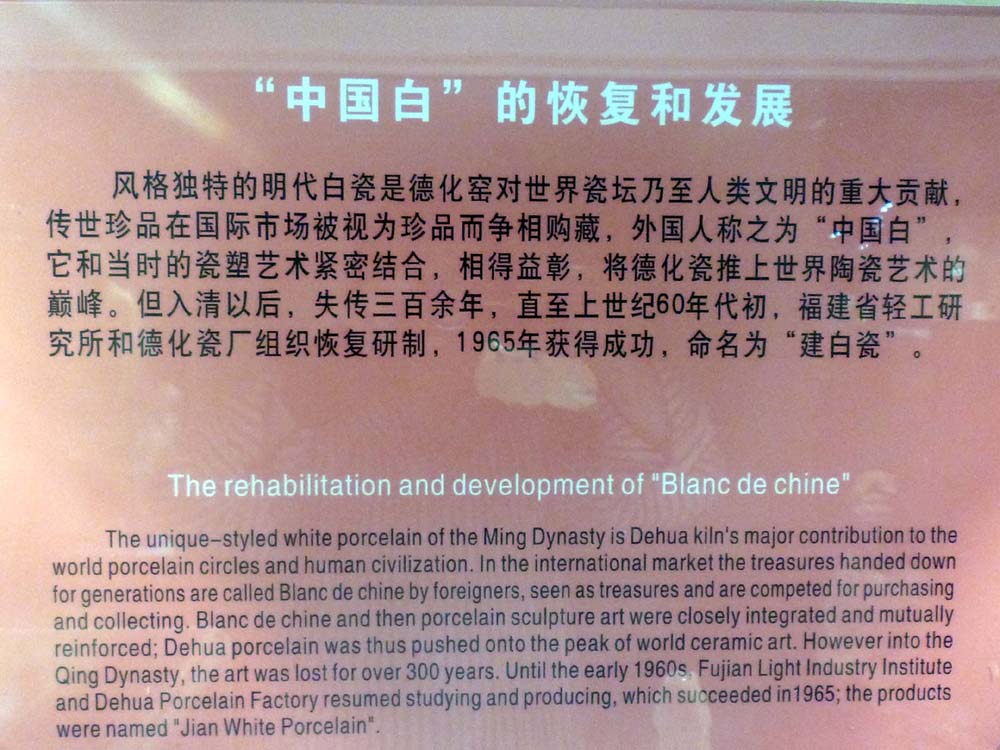 “中国白”的恢复和发展
风格独特的明代白瓷是德化窑对世界瓷坛乃至人类文明的重大贡献，
传世珍品在国际市场被视为珍品而争相购藏，外国人称之为“中国白”，
它和当时的瓷塑艺术紧密结合，相得益彰，将德化瓷推上世界陶瓷艺术的
巅峰。但入清以后，失传三百余年，直至上世纪60年代初，福建省轻工研
究所和德化瓷厂组织恢复研制，1965年获得成功，命名为“建白瓷”。
The rehabilitation and development of "Blanc de chine"
The unique-styled white porcelain of the Ming Dynasty is Dehua kiln's major contribution to the
world porcelain circles and human civilization. In the international market the treasures handed down
for generations are called Blanc de chine by foreigners, seen as treasures and are competed for purchasing
and collecting. Blanc de chine and then porcelain sculpture art were closely integrated and mutually
reinforced; Dehua porcelain was thus pushed onto the peak of world ceramic art. However into the
Qing Dynasty, the art was lost for over 300 years. Until the early 1960s, Fujian Light Industry Institute
and Dehua Porcelain Factory resumed studying and producing, which succeeded in1965; the products
were named "Jian White Porcelain".